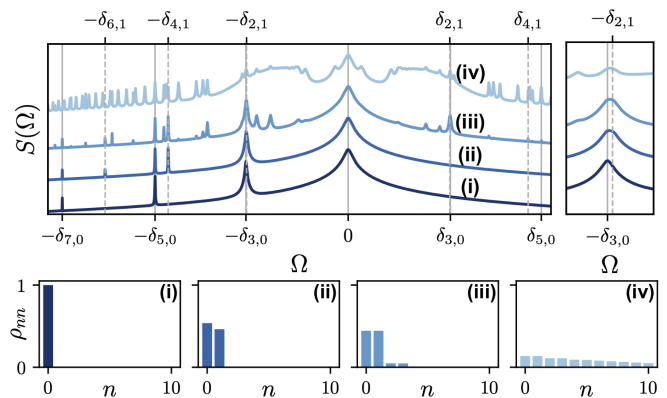 −δ6,1 −δ4,1 −δ2,1 δ2,1 δ4,1 −δ2,1
S(Ω)
(iv)
(iii)
(ii)
(i)
−δ7,0 −δ5,0 −δ3,0 0 δ3,0 δ5,0 −δ3,0
Ω Ω
(i) (ii) (iii) (iv)
1
ρnn
0
0 n 10 0 n 10 0 n 10 0 n 10